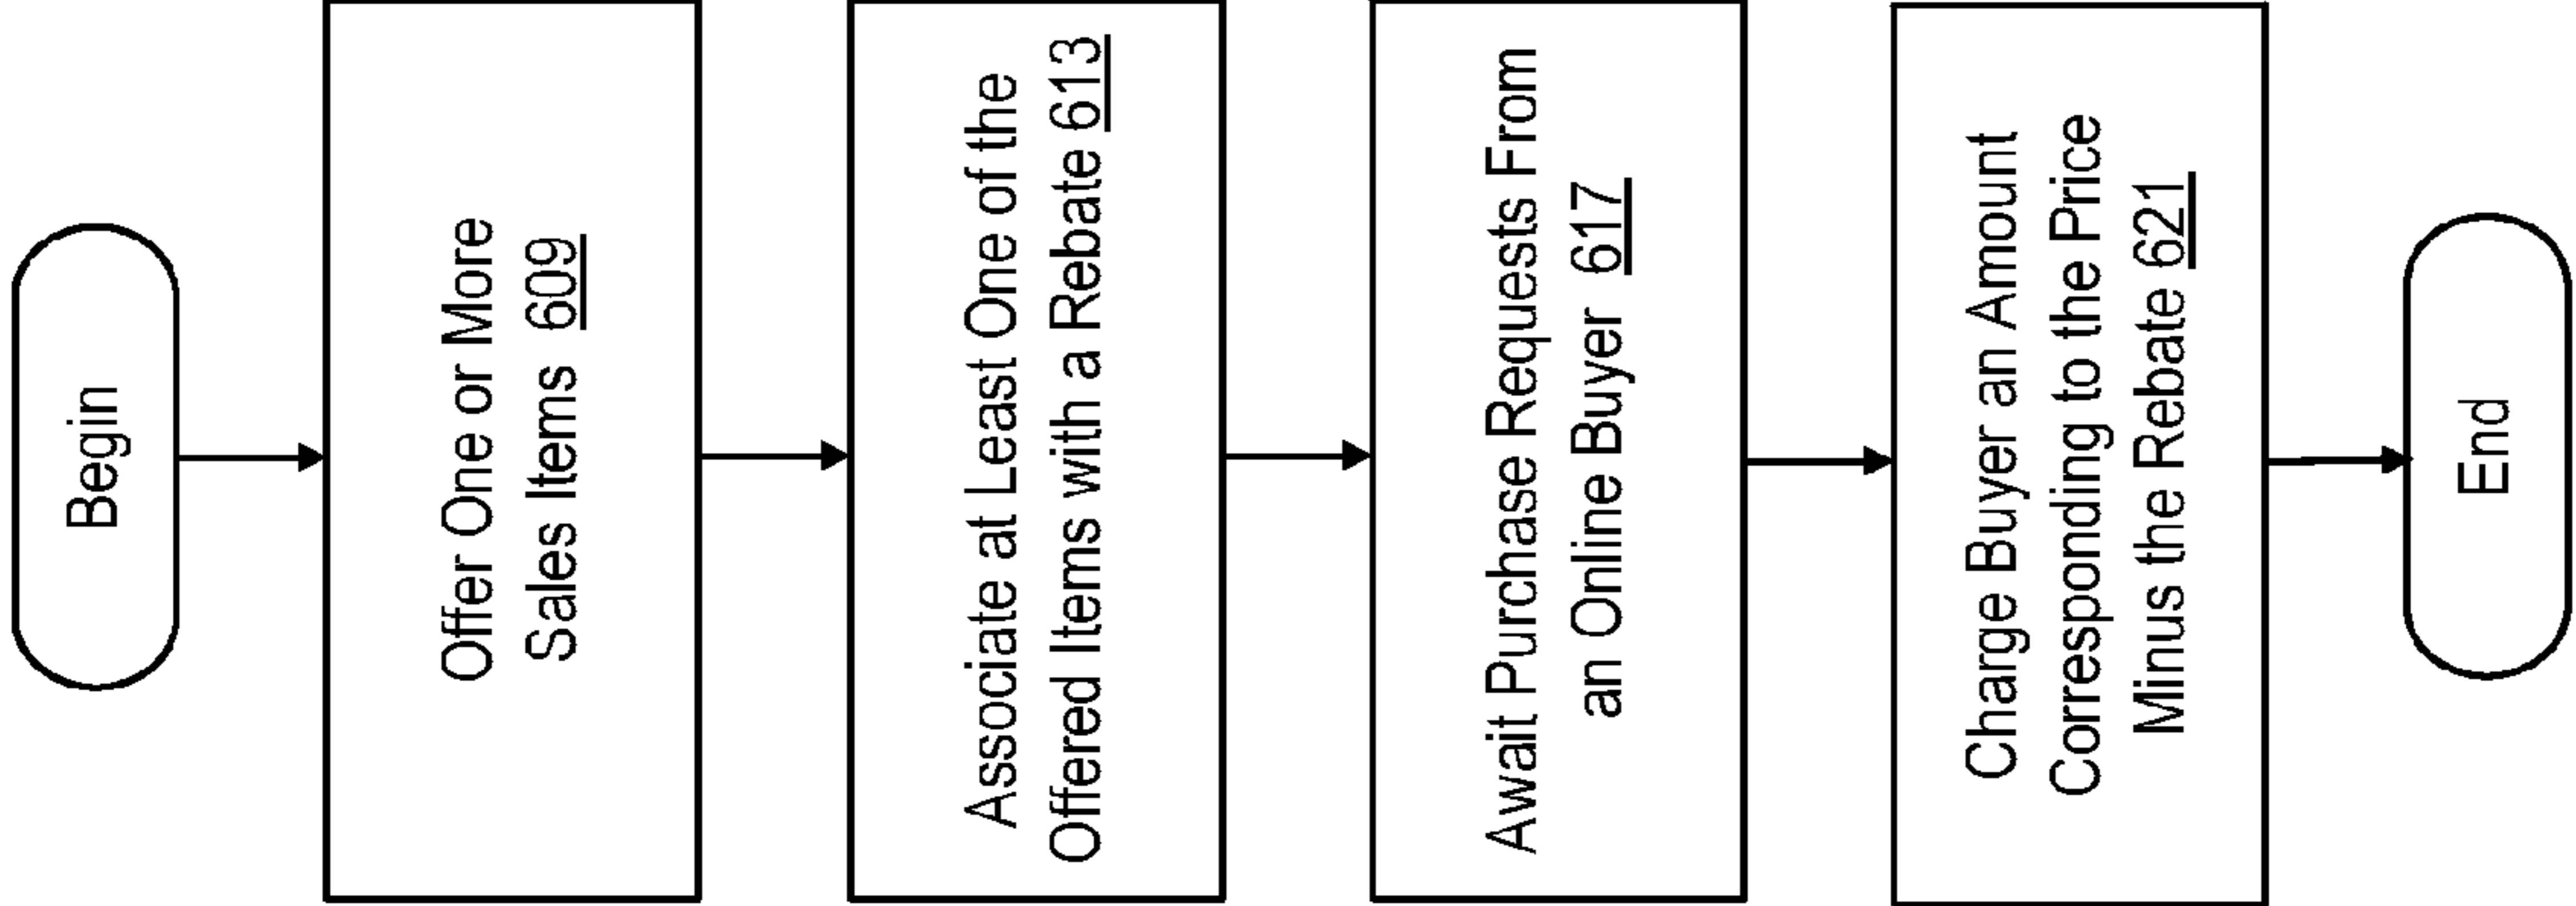 Begin
Offer One or More
Sales Items 609
Associate at Least One of the
Offered Items with a Rebate 613
Await Purchase Requests From
an Online Buyer 617
Charge Buyer an Amount
Corresponding to the Price
Minus the Rebate 621
End